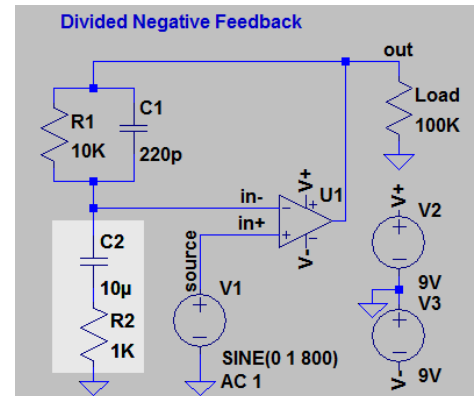 Divided Negative Feedback
out
R1
10K
C1
220p
Load
100K
V+
U1
in-
in+
V-
source
C2
10µ
R2
1K
V1
SINE(0 1 800)
AC 1
V+
V2
9V
V3
9V
V-